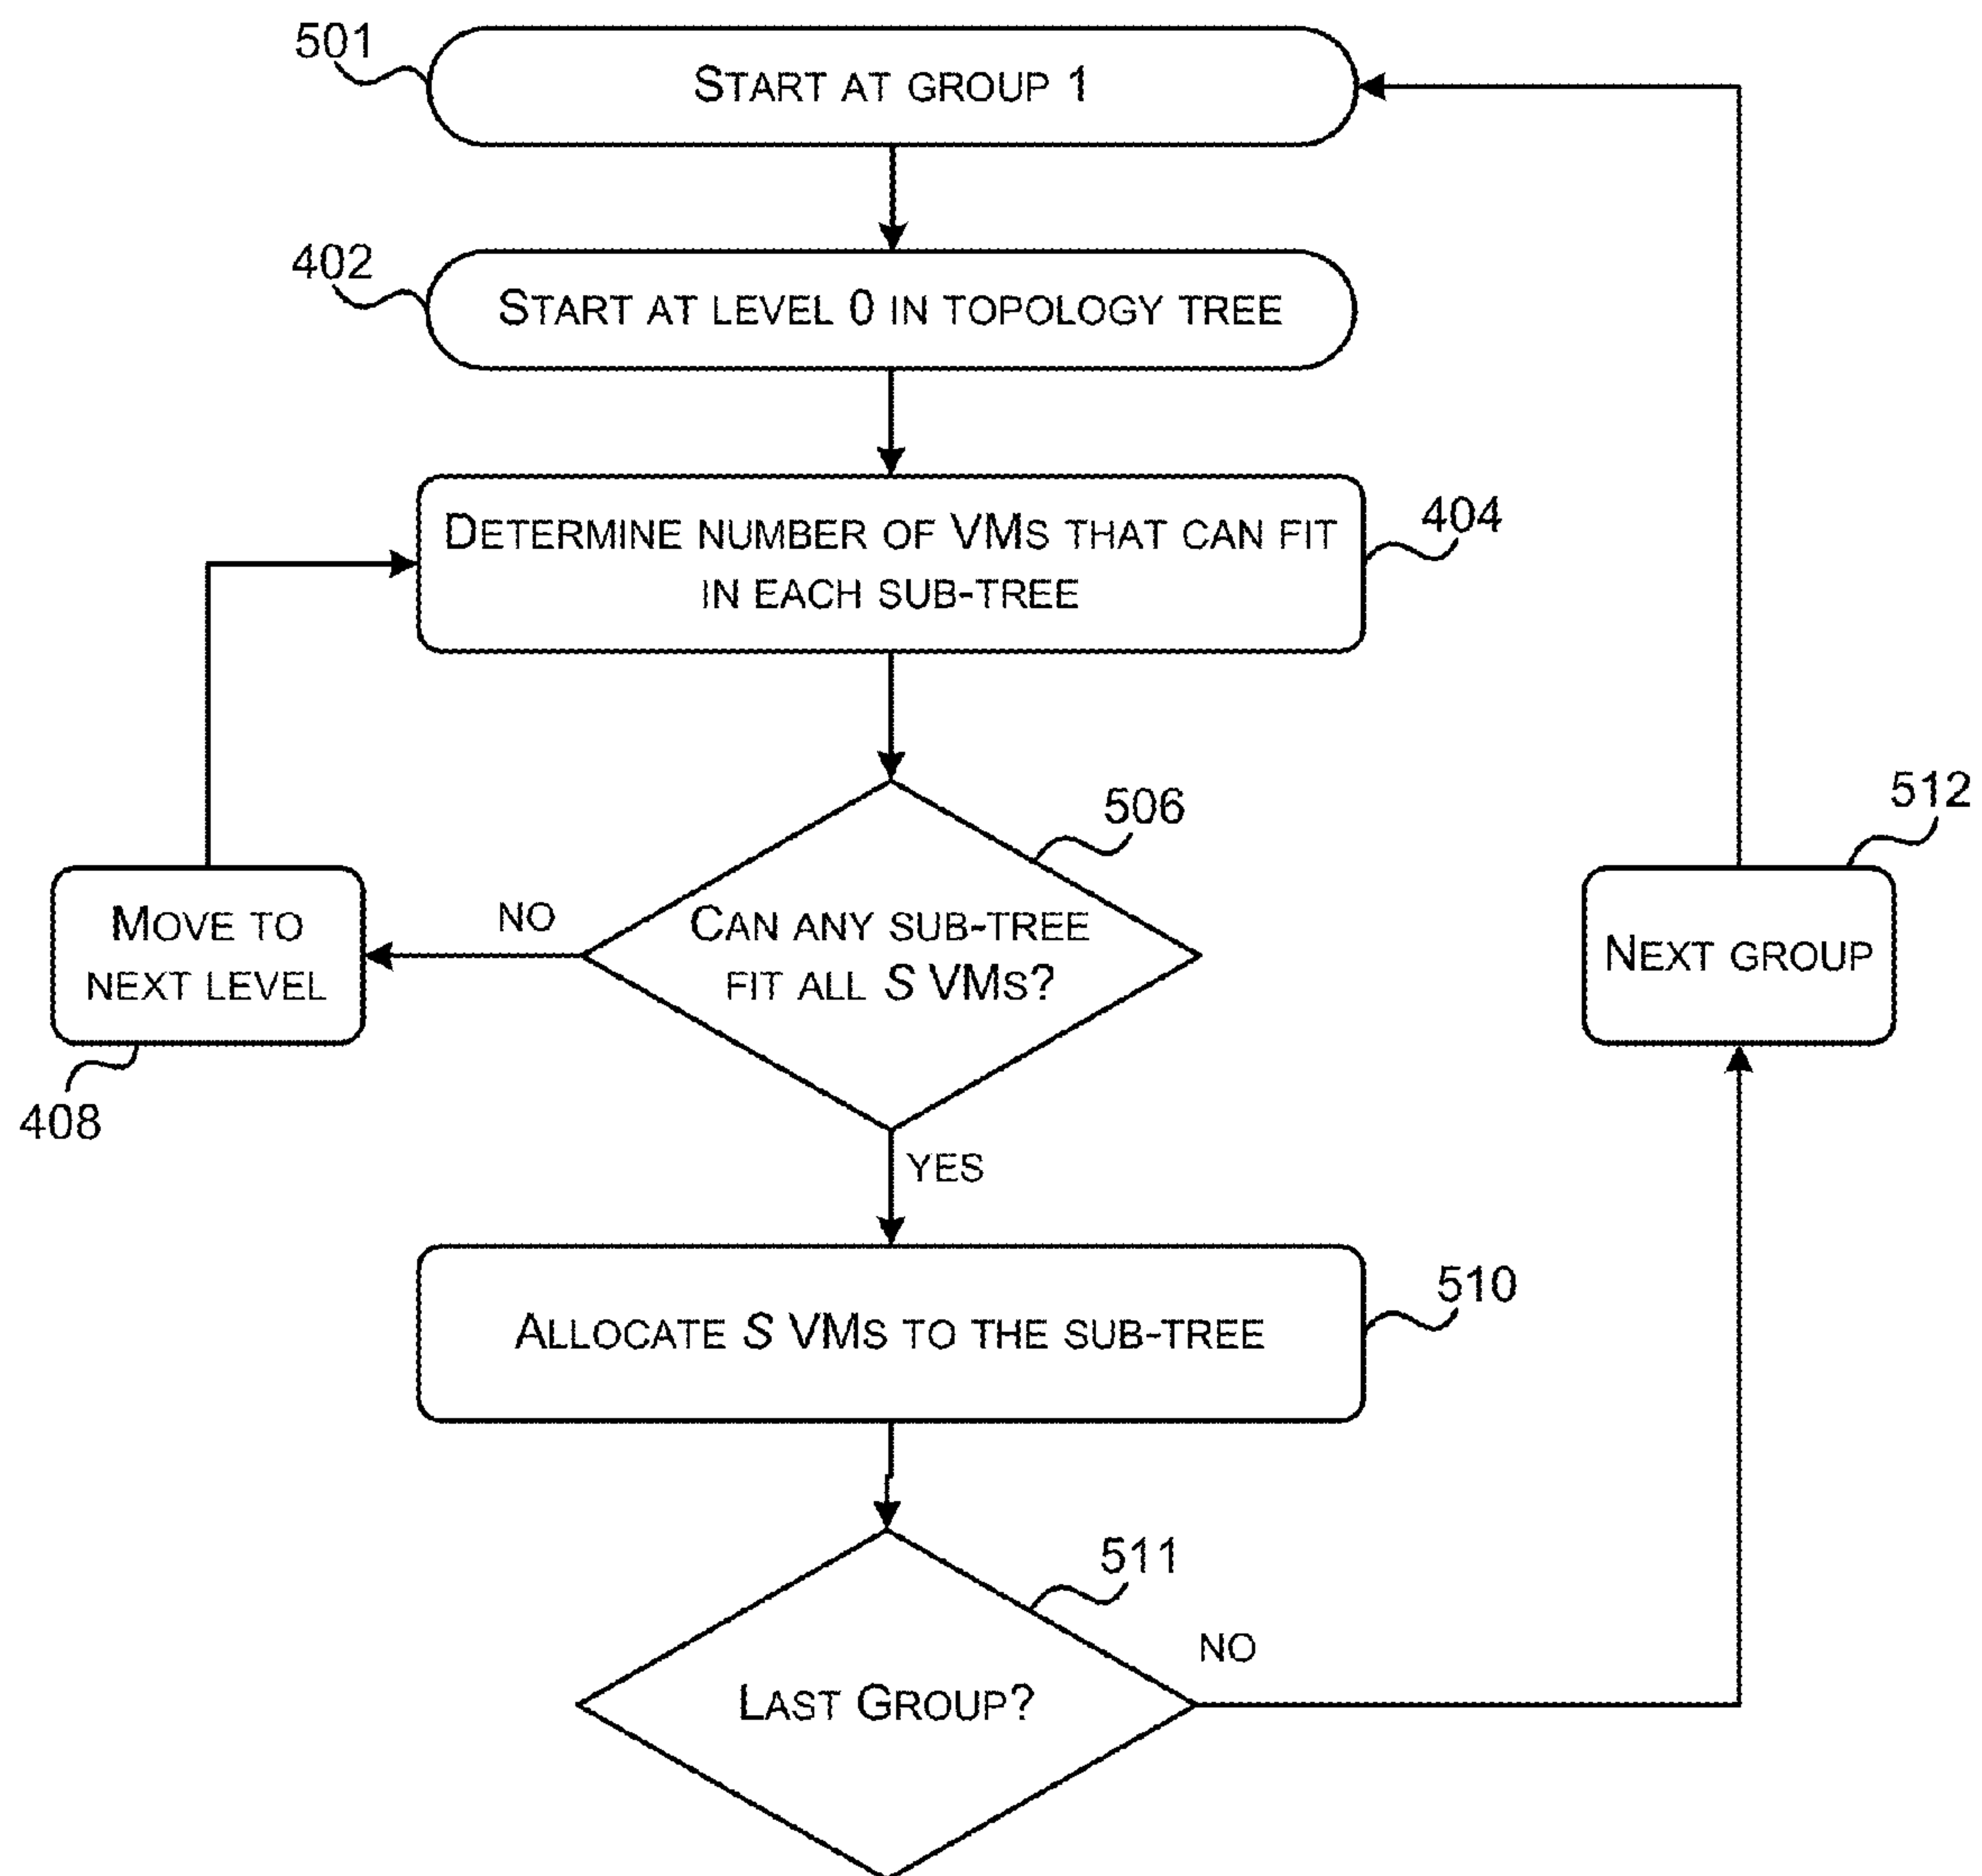 501
START AT GROUP 1
402
START AT LEVEL 0 IN TOPOLOGY TREE
DETERMINE NUMBER OF VMS THAT CAN FIT
IN EACH SUB-TREE
404
506
512
MOVE TO
NEXT LEVEL
NO
CAN ANY SUB-TREE
FIT ALL S VMS?
NEXT GROUP
408
YES
ALLOCATE S VMS TO THE SUB-TREE
510
511
NO
LAST GROUP?